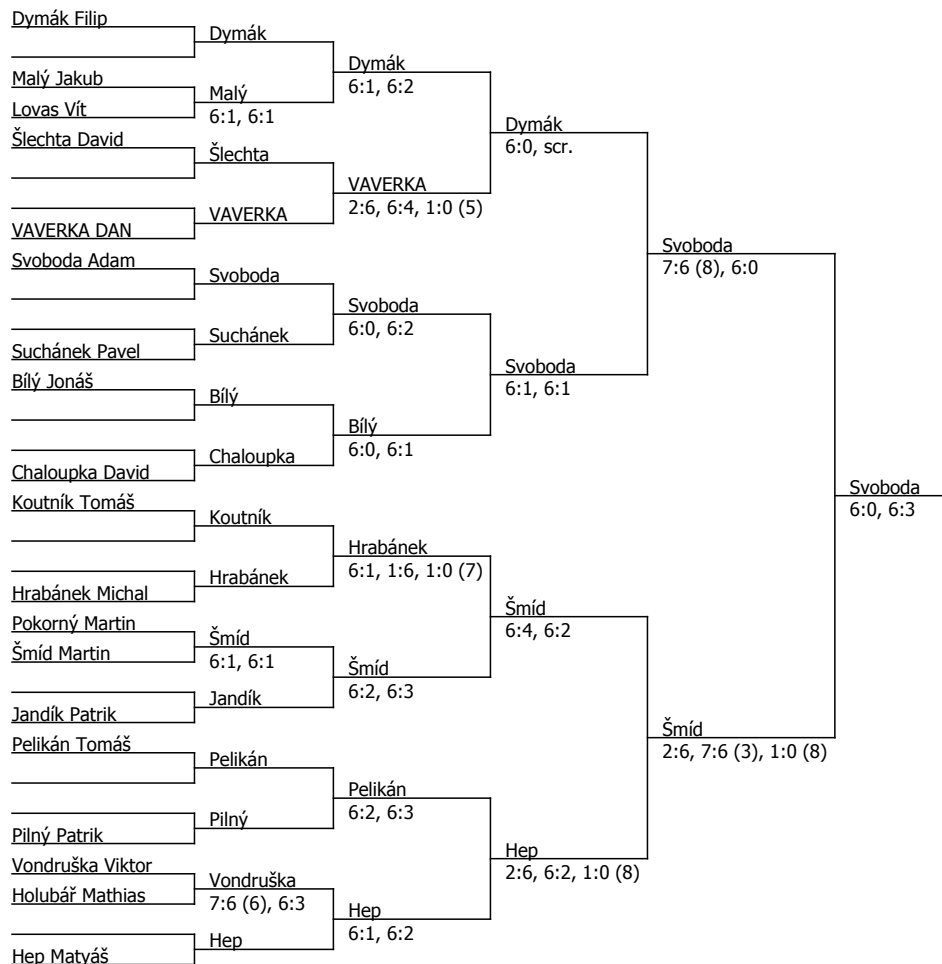 Dymák Filip
Malý Jakub
Lovas Vít
Šlechta David
VAVERKA DAN
Svoboda Adam
Suchánek Pavel
Bílý Jonáš
Chaloupka David
Koutník Tomáš
Hrabánek Michal
Pokorný Martin
Šmíd Martin
Jandík Patrik
Pelikán Tomáš
Pilný Patrik
Vondruška Viktor
Holubář Mathias
Hep Matyáš
Dymák
Malý
6:1, 6:1
Šlechta
VAVERKA
Svoboda
Suchánek
Bílý
Chaloupka
Koutník
Hrabánek
Šmíd
6:1, 6:1
Jandík
Pelikán
Pilný
Vondruška
7:6 (6), 6:3
Hep
Dymák
6:1, 6:2
VAVERKA
2:6, 6:4, 1:0 (5)
Svoboda
6:0, 6:2
Bílý
6:0, 6:1
Hrabánek
6:1, 1:6, 1:0 (7)
Šmíd
6:2, 6:3
Pelikán
6:2, 6:3
Hep
6:1, 6:2
Dymák
6:0, scr.
Svoboda
6:1, 6:1
Šmíd
6:4, 6:2
Hep
2:6, 6:2, 1:0 (8)
Svoboda
7:6 (8), 6:0
Šmíd
2:6, 7:6 (3), 1:0 (8)
Svoboda
6:0, 6:3